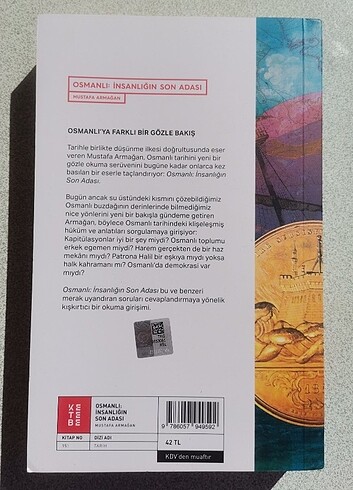 OSMANLI: İNSANLIĞIN SON ADASI
MUSTAFA ARMAĞAN
OSMANLI'YA FARKLI BİR GÖZLE BAKIŞ
Tarihle birlikte düşünme ilkesi doğrultusunda eser
veren Mustafa Armağan, Osmanlı tarihini yeni bir
gözle okuma serüvenini bugüne kadar onlarca kez
basılan bir eserle taçlandırıyor: Osmanlı: İnsanlığın
Son Adası.
Bugün ancak su üstündeki kısmını çözebildiğimiz
Osmanlı buzdağının derinlerinde bilmediğimiz
nice yönlerini yeni bir bakışla gündeme getiren
Armağan, böylece Osmanlı tarihindeki klişeleşmiş
hüküm ve anlatıları sorgulamaya girişiyor:
Kapitülasyonlar iyi bir şey miydi? Osmanlı toplumu
erkek egemen miydi? Harem gerçekten de bir haz
mekânı mıydı? Patrona Halil bir eşkıya mıydı yoksa
halk kahramanı mı? Osmanlı'da demokrasi var
mıydı?
Osmanlı: İnsanlığın Son Adası bu ve benzeri
merak uyandıran soruları cevaplandırmaya yönelik
kışkırtıcı bir okuma girişimi.
KTB
OSMANLI:
İNSANLIĞIN
SON ADASI
MUSTAFA ARMAĞAN
KİTAP NO
DİZİ ADI
TARİH
9 786057 949592
42 TL
KDV'den muaftır